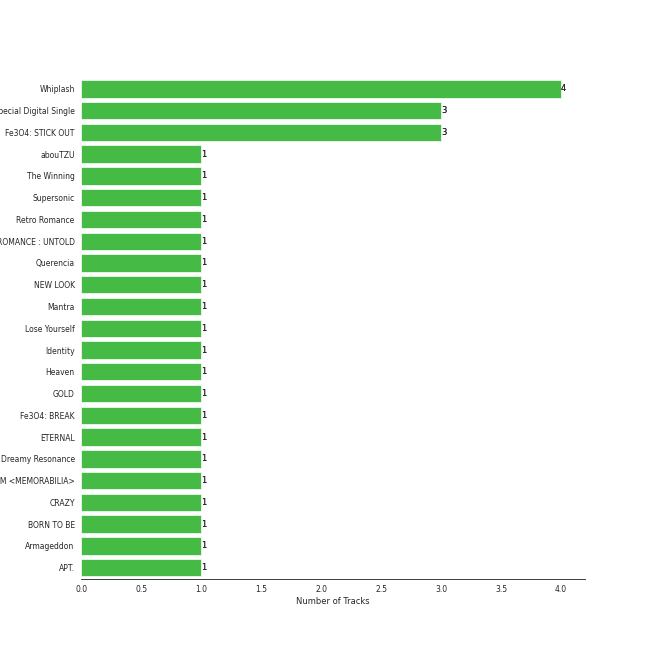 Whiplash 4
pecial Digital Single 3
Fe3O4: STICK OUT 3
abouTZU 1
The Winning 1
Supersonic 1
Retro Romance 1
ROMANCE : UNTOLD 1
Querencia 1
NEW LOOK 1
Mantra 1
Lose Yourself 1
Identity 1
Heaven 1
GOLD 1
Fe3O4: BREAK 1
ETERNAL 1
Dreamy Resonance 1
M <MEMORABILIA> 1
CRAZY 1
BORN TO BE 1
Armageddon 1
APT. 1
0.0 0.5 1.0 1.5 2.0 2.5 3.0 3.5 4.0
Number of Tracks